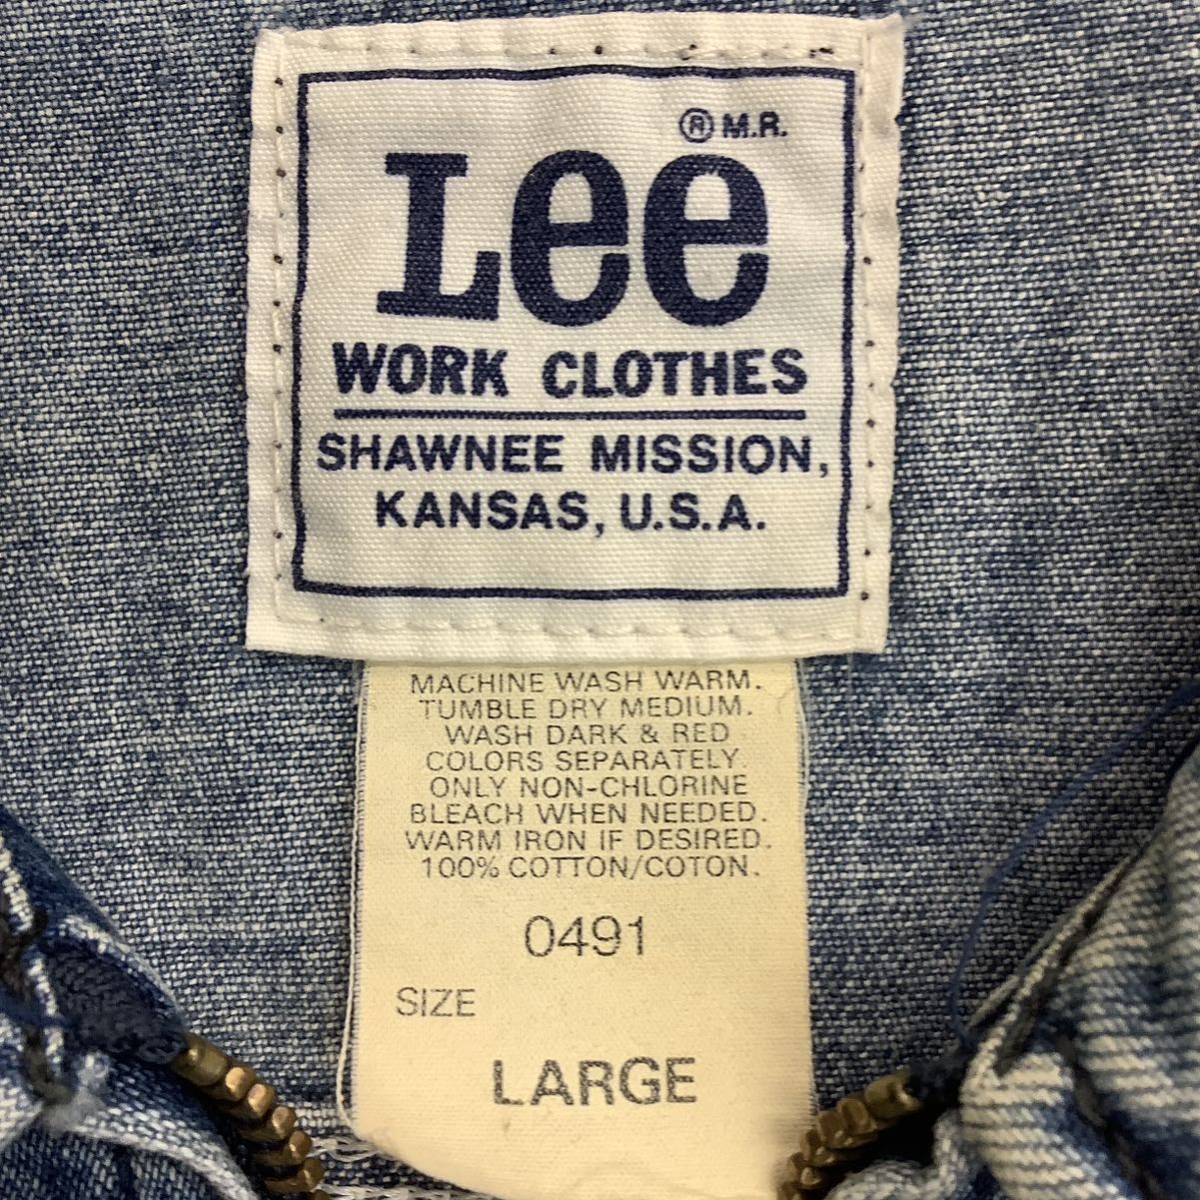 ® M.R.
Lee
WORK CLOTHES
SHAWNEE MISSION,
KANSAS, U.S.A.
MACHINE WASH WARM.
TUMBLE DRY MEDIUM.
WASH DARK & RED
COLORS SEPARATELY.
ONLY NON-CHLORINE
BLEACH WHEN NEEDED.
WARM IRON IF DESIRED.
100% COTTON/COTON.
0491
SIZE
LARGE